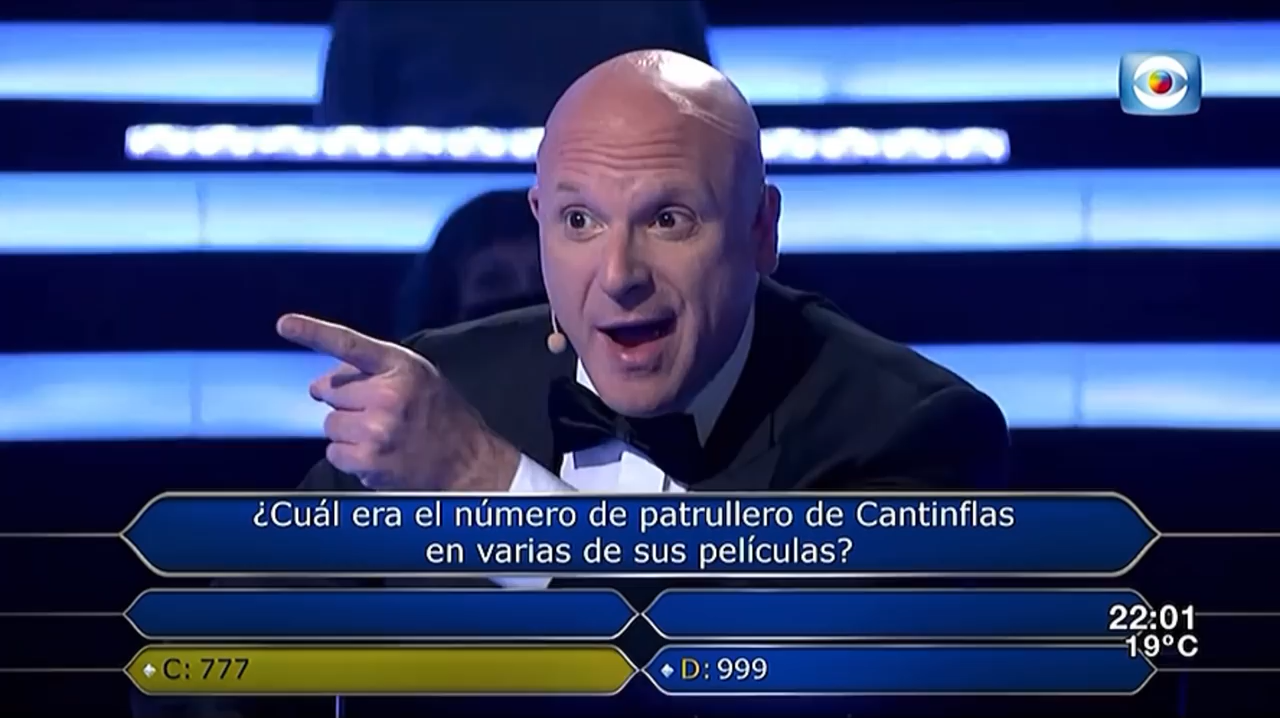 ¿Cuál era el número de patrullero de Cantinflas
en varias de sus películas?
22:01
19°C
C: 777
D: 999